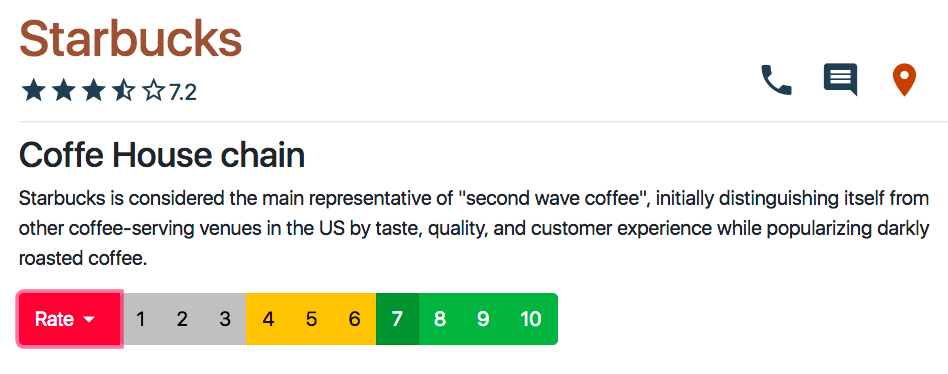 Starbucks
7.2
Coffe House chain
Starbucks is considered the main representative of "second wave coffee", initially distinguishing itself from
other coffee-serving venues in the US by taste, quality, and customer experience while popularizing darkly
roasted coffee.
Rate 1 2 3 4 5 6 7 8 9 10